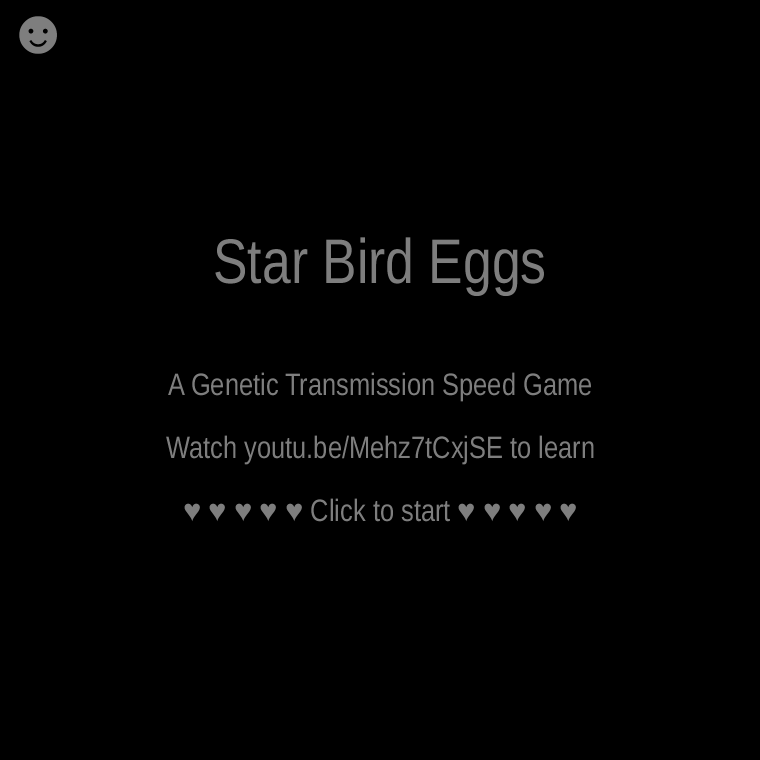 Star Bird Eggs
A Genetic Transmission Speed Game
Watch youtu.be/Mehz7tCxjSE to learn
♥ ♥ ♥ ♥ ♥ Click to start ♥ ♥ ♥ ♥ ♥